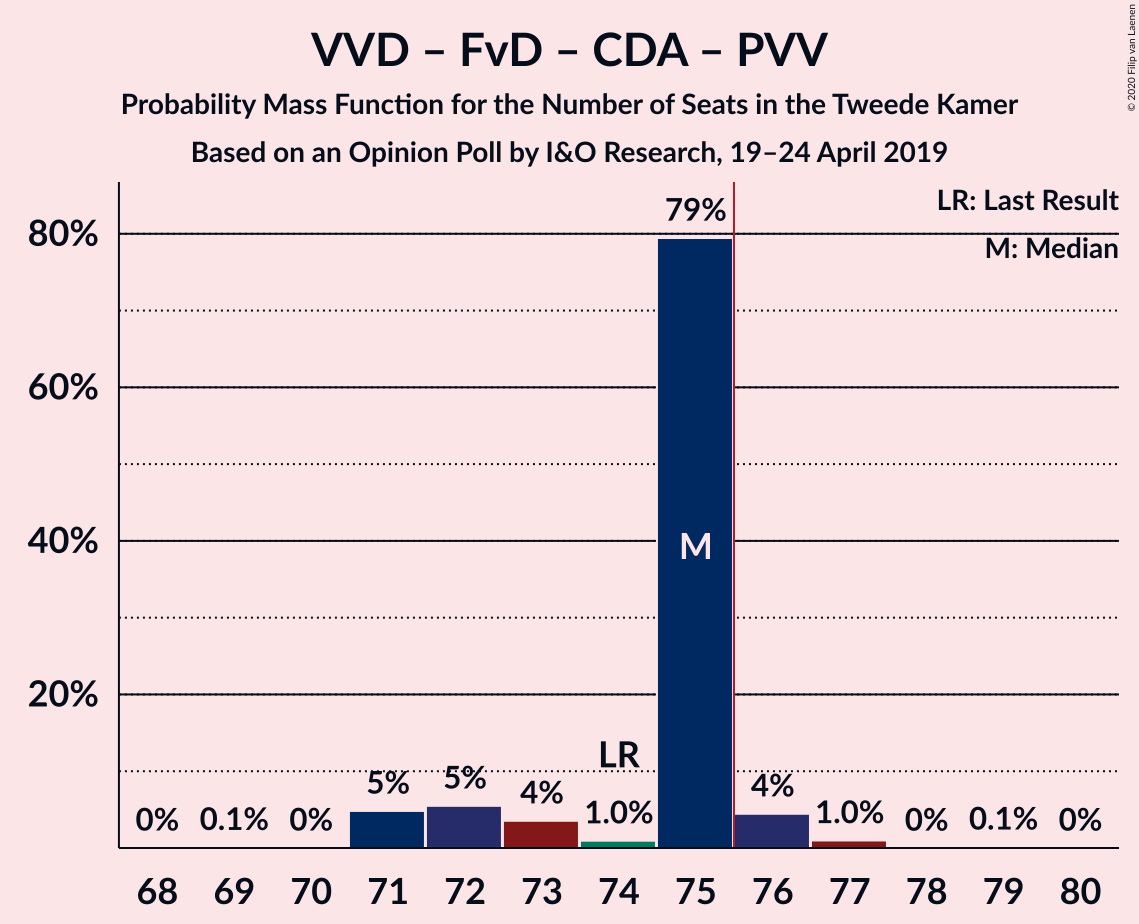 VVD – FvD – CDA – PVV
Probability Mass Function for the Number of Seats in the Tweede Kamer
Based on an Opinion Poll by I&O Research, 19–24 April 2019
© 2020 Filip van Laenen
LR: Last Result
M: Median
80%
60%
40%
20%
0%
0.1%
0%
5%
5%
4%
LR
1.0%
79%
M
4%
1.0%
0%
0.1%
0%
68 69 70 71 72 73 74 75 76 77 78 79 80